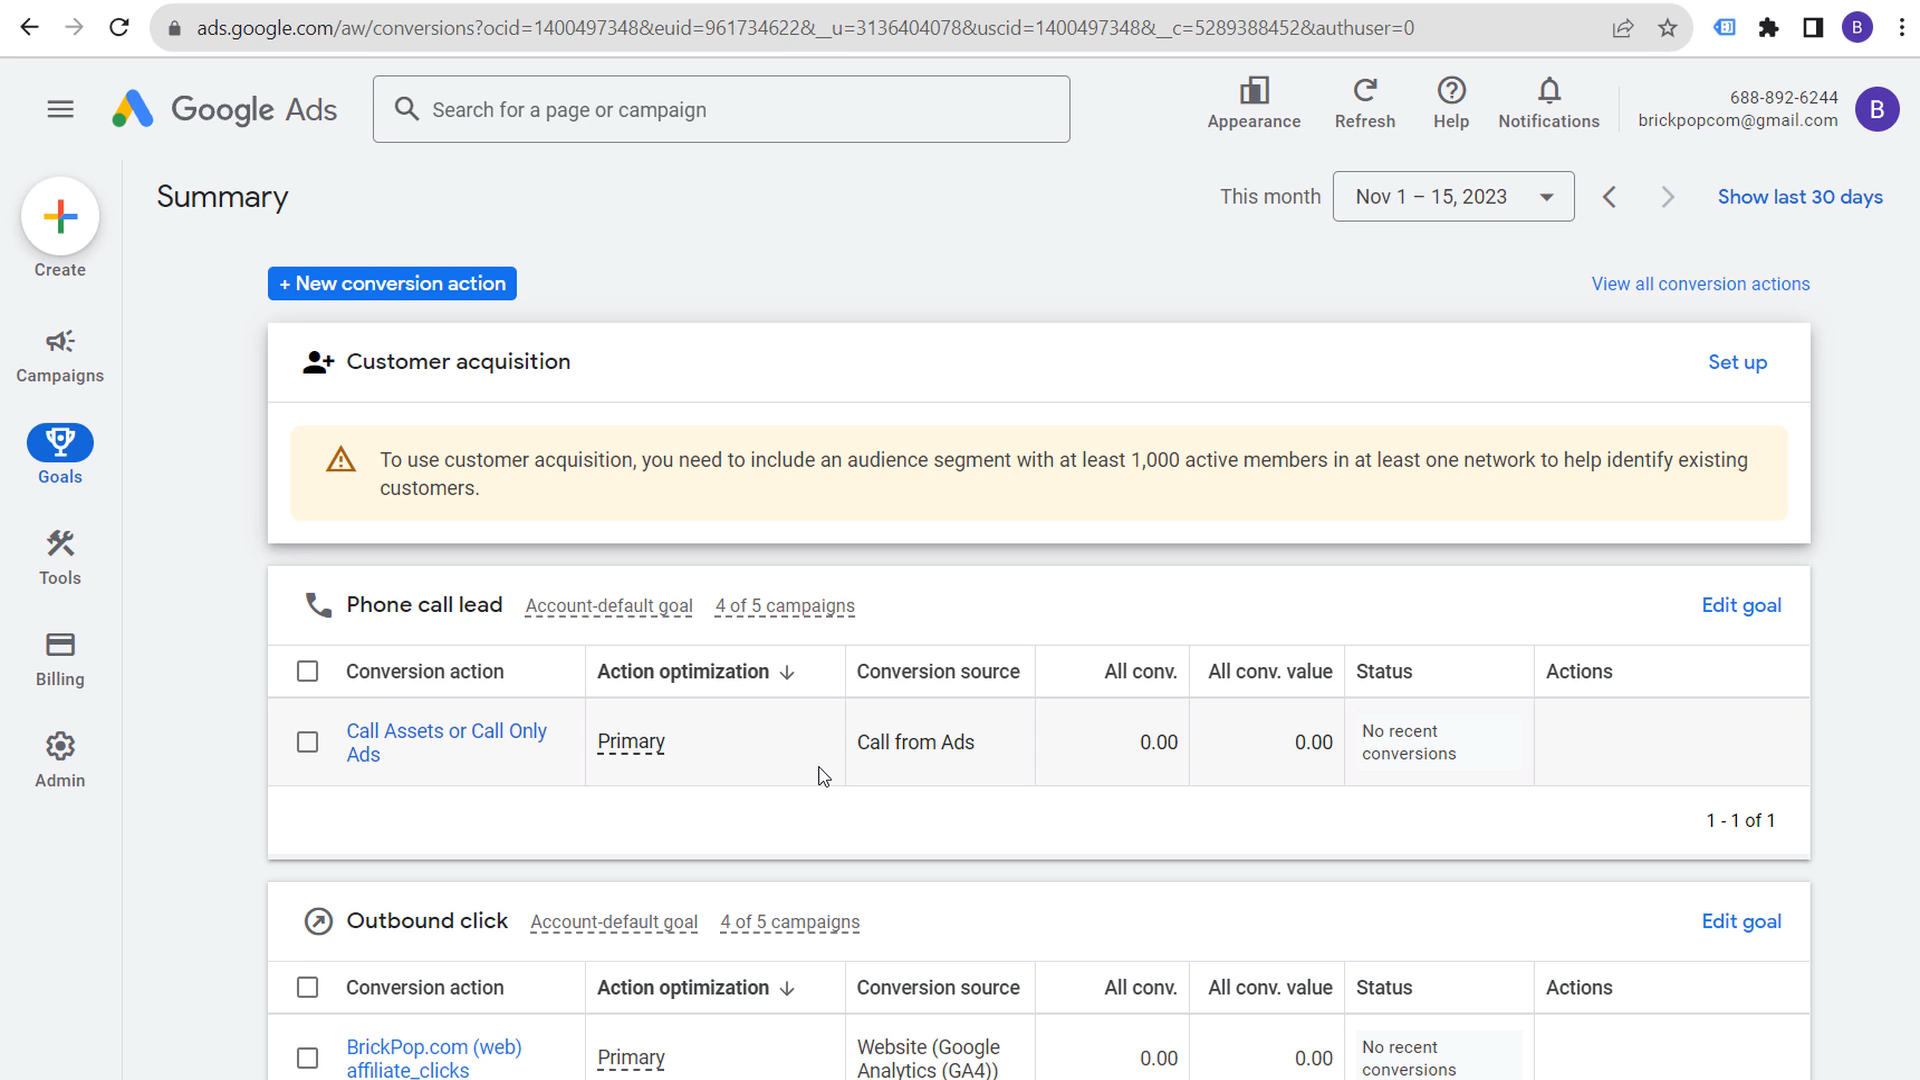 ads.google.com/aw/conversions?ocid=1400497348&euid=961734622&__u=3136404078&uscid=1400497348&__c=5289388452&authuser=0
B
Google Ads
Search for a page or campaign
Appearance
Refresh
Help
Notifications
688-892-6244
brickpopcom@gmail.com
B
Create
Campaigns
Goals
Tools
Billing
Admin
Summary
This month
Nov 1 – 15, 2023
Show last 30 days
+ New conversion action
View all conversion actions
Customer acquisition
Set up
To use customer acquisition, you need to include an audience segment with at least 1,000 active members in at least one network to help identify existing
customers.
Phone call lead
Account-default goal
4 of 5 campaigns
Edit goal
Conversion action
Action optimization
Conversion source
All conv.
All conv. value
Status
Actions
Call Assets or Call Only
Ads
Primary
Call from Ads
0.00
0.00
No recent
conversions
1 - 1 of 1
Outbound click
Account-default goal
4 of 5 campaigns
Edit goal
Conversion action
Action optimization
Conversion source
All conv.
All conv. value
Status
Actions
BrickPop.com (web)
affiliate_clicks
Primary
Website (Google
Analytics (GA4))
0.00
0.00
No recent
conversions